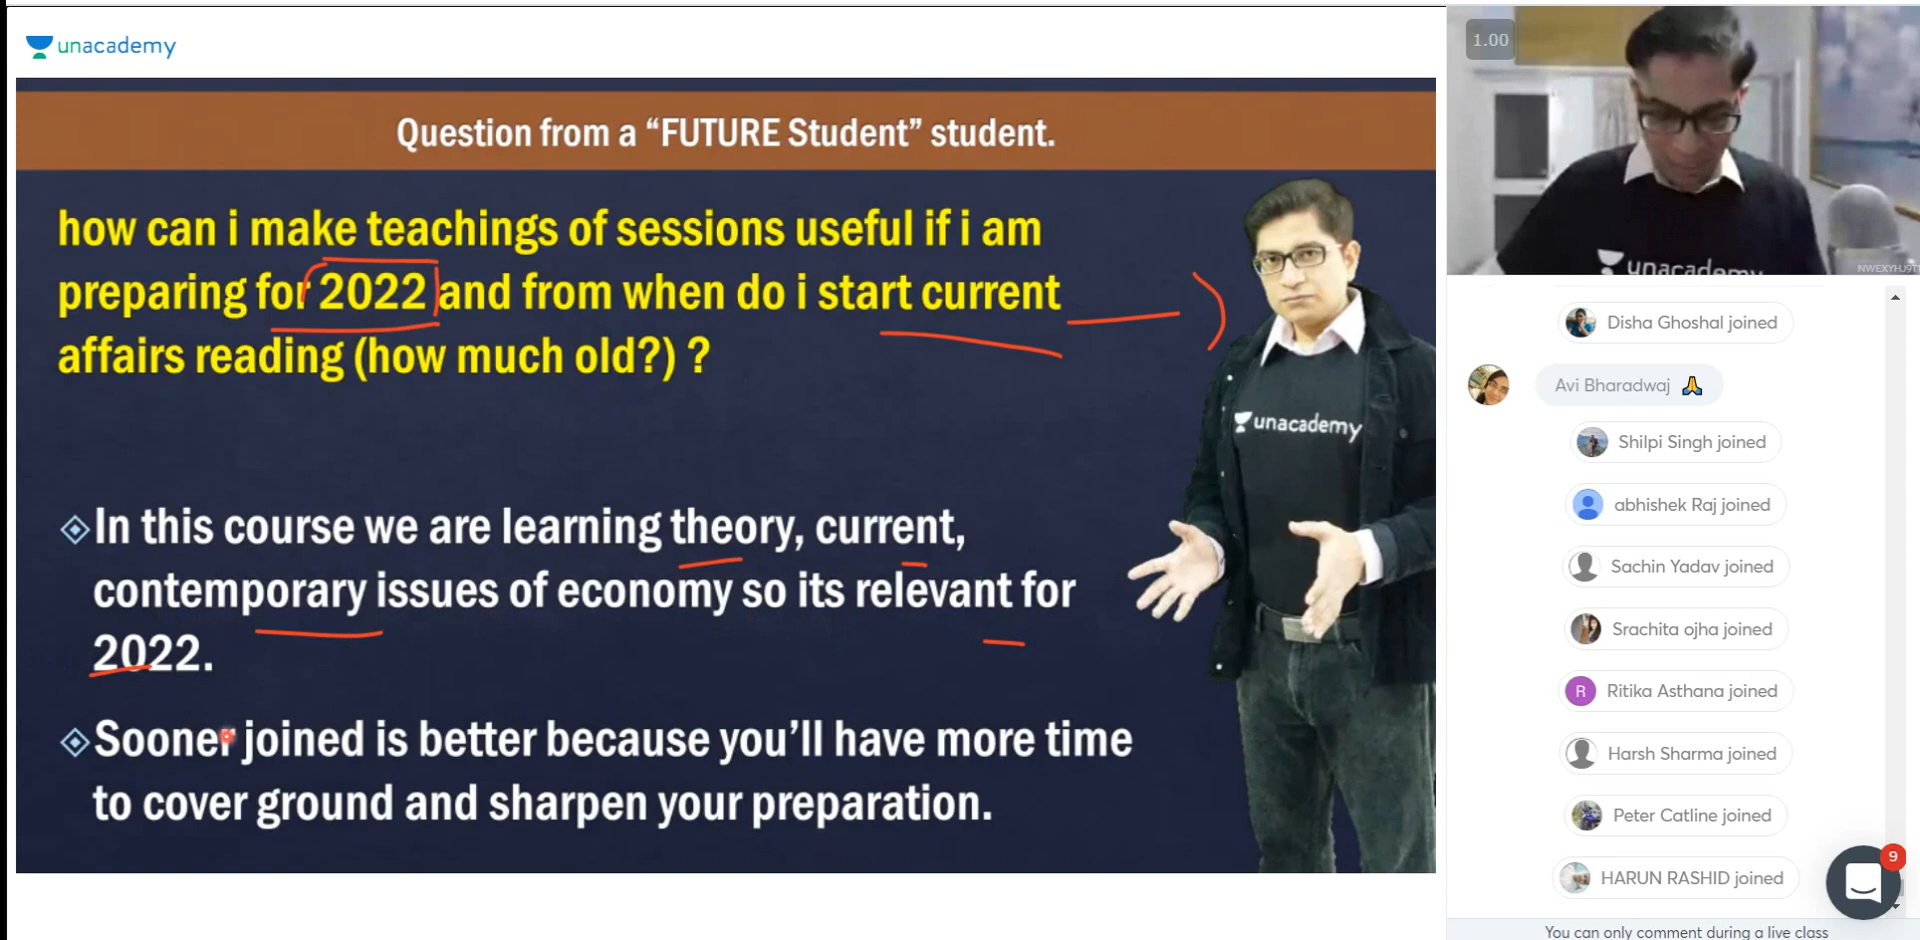 unacademy
Question from a “FUTURE Student” student.
how can i make teachings of sessions useful if i am
preparing for 2022 and from when do i start current
affairs reading (how much old?) ?
unacademy
In this course we are learning theory, current,
contemporary issues of economy so its relevant for
2022.
Sooner joined is better because you’ll have more time
to cover ground and sharpen your preparation.
1.00
unacademy
Disha Ghoshal joined
Avi Bharadwaj 🙏
Shilpi Singh joined
abhishek Raj joined
Sachin Yadav joined
Srachita ojha joined
R Ritika Asthana joined
Harsh Sharma joined
Peter Catline joined
HARUN RASHID joined
9
You can only comment during a live class